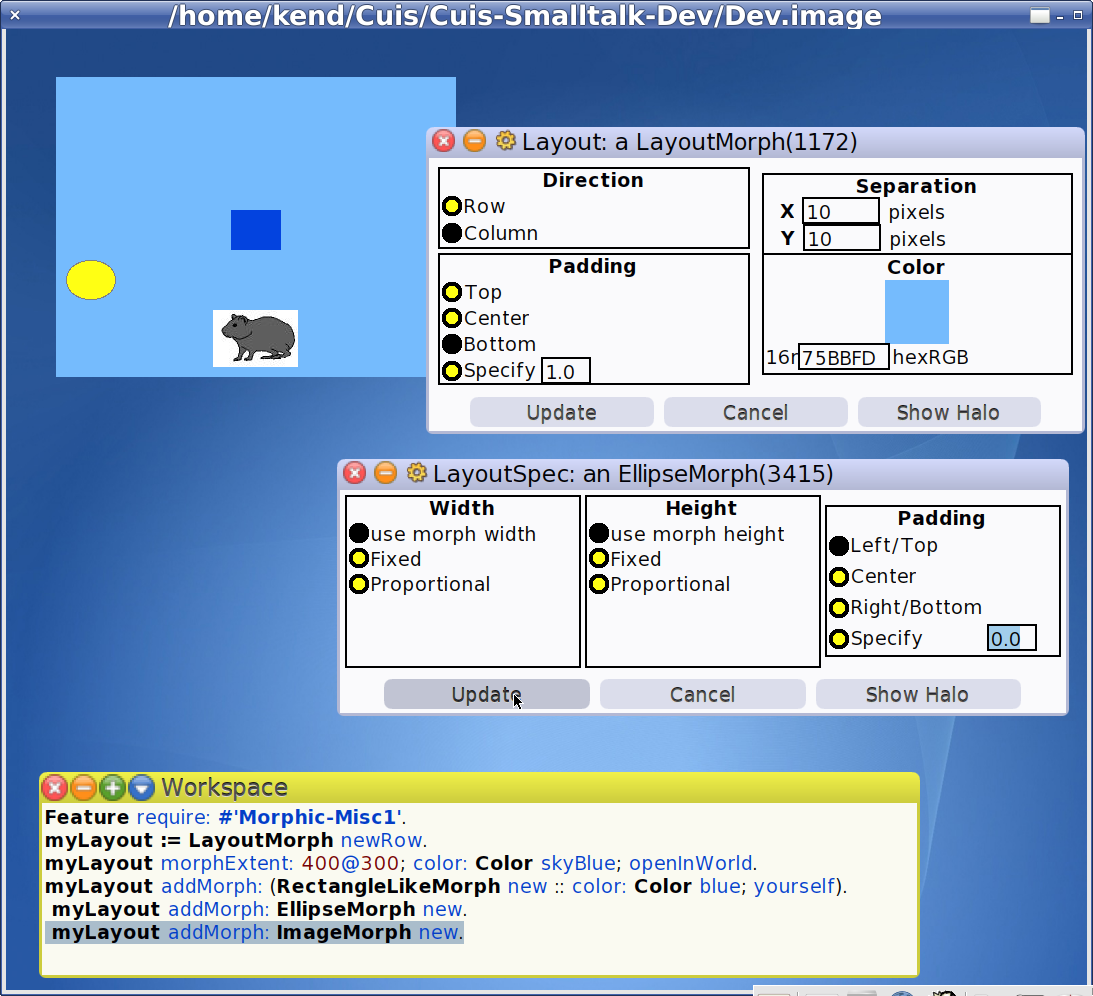 /home/kend/Cuis/Cuis-Smalltalk-Dev/Dev.image
Layout: a LayoutMorph(1172)
Direction
Row
Column
Padding
Top
Center
Bottom
Specify 1.0
Separation
X 10 pixels
Y 10 pixels
Color
16r 75BBFD hexRGB
Update Cancel Show Halo
LayoutSpec: an EllipseMorph(3415)
Width
use morph width
Fixed
Proportional
Height
use morph height
Fixed
Proportional
Padding
Left/Top
Center
Right/Bottom
Specify 0.0
Update Cancel Show Halo
Workspace
Feature require: #'Morphic-Misc1'.
myLayout := LayoutMorph newRow.
myLayout morphExtent: 400@300; color: Color skyBlue; openInWorld.
myLayout addMorph: (RectangleLikeMorph new :: color: Color blue; yourself).
myLayout addMorph: EllipseMorph new.
myLayout addMorph: ImageMorph new.